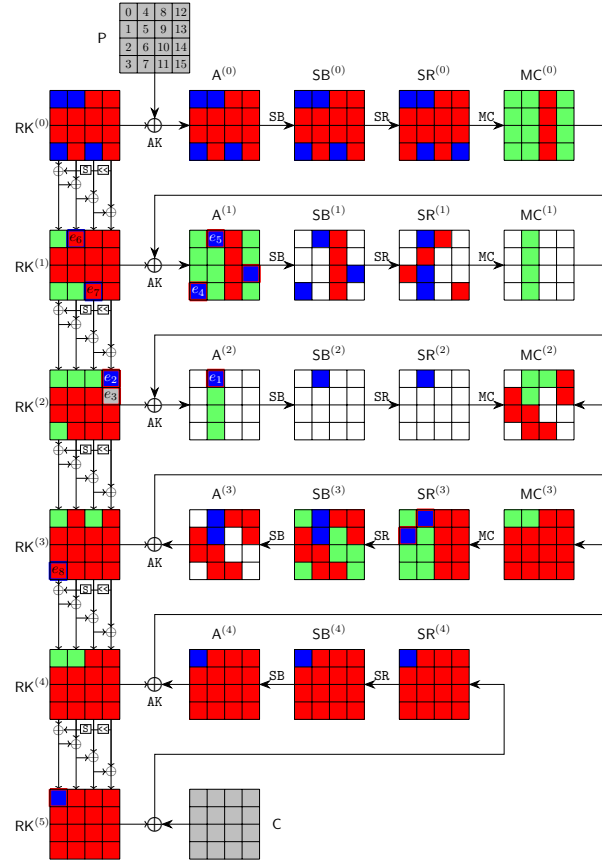 P
0 4 8 12
1 5 9 13
2 6 10 14
3 7 11 15
A^(0) SB^(0) SR^(0) MC^(0)
RK^(0) AK SB SR MC
S <<
A^(1) SB^(1) SR^(1) MC^(1)
e6 e5
RK^(1) AK SB SR MC
e7 e4
S <<
A^(2) SB^(2) SR^(2) MC^(2)
e2 e1
e3
RK^(2) AK SB SR MC
S <<
A^(3) SB^(3) SR^(3) MC^(3)
RK^(3) AK SB SR MC
e8
S <<
A^(4) SB^(4) SR^(4)
RK^(4) AK SB SR
S <<
RK^(5) C